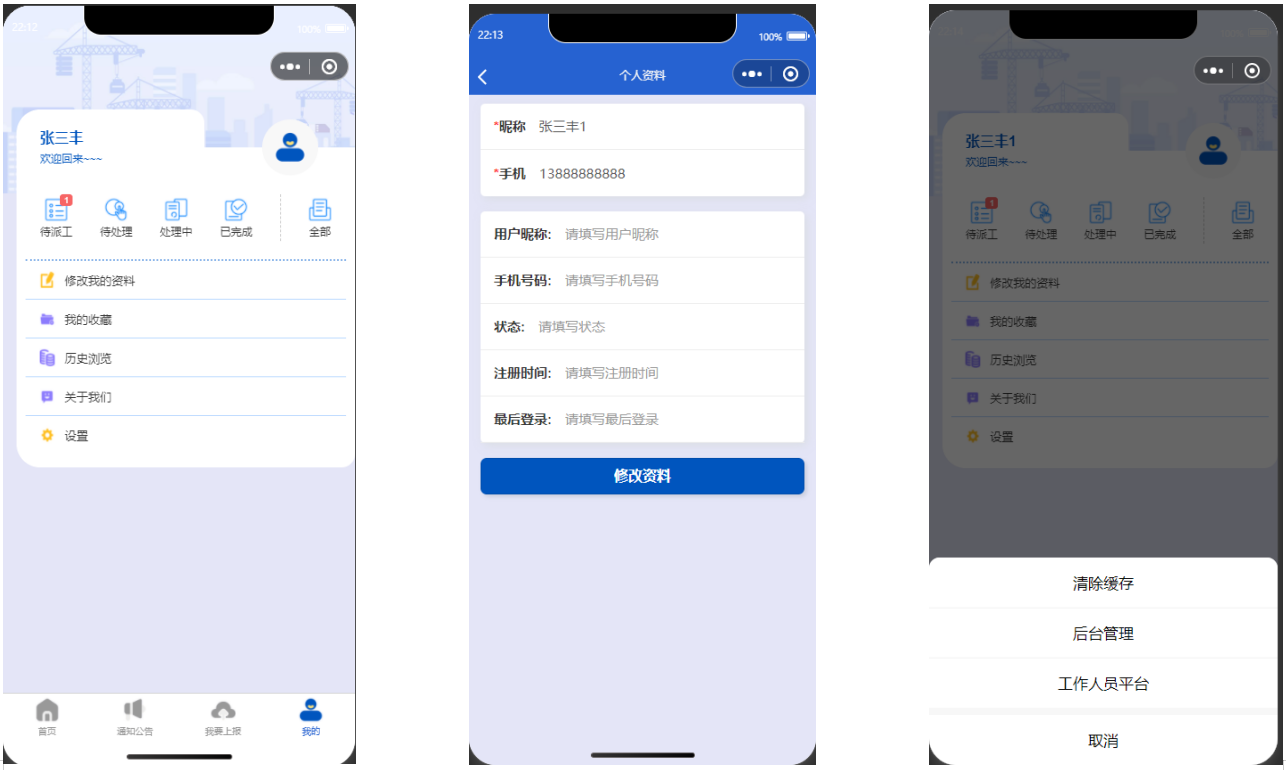 22:12
100%
张三丰
欢迎回来~~~
1
待派工 待处理 处理中 已完成 全部
修改我的资料
我的收藏
历史浏览
关于我们
设置
首页 通知公告 我要上报 我的
22:13 100%
个人资料
*昵称 张三丰1
*手机 13888888888
用户昵称: 请填写用户昵称
手机号码: 请填写手机号码
状态: 请填写状态
注册时间: 请填写注册时间
最后登录: 请填写最后登录
修改资料
张三丰1
欢迎回来~~~
1
待派工 待处理 处理中 已完成 全部
修改我的资料
我的收藏
历史浏览
关于我们
设置
清除缓存
后台管理
工作人员平台
取消